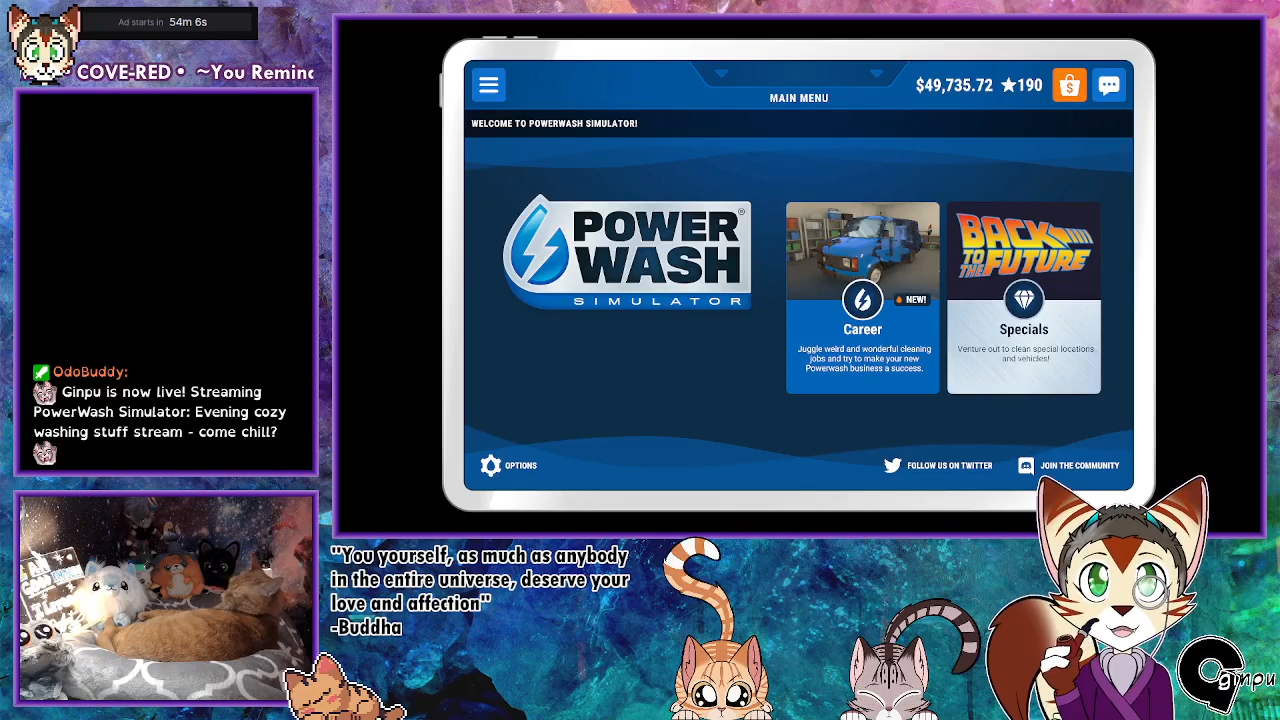 Ad starts in 54m 6s
COVE-RED • ~You Remind
MAIN MENU
$49,735.72 ★190
WELCOME TO POWERWASH SIMULATOR!
POWER
WASH
SIMULATOR
BACK
TO THE
FUTURE
NEW!
Career
Juggle weird and wonderful cleaning
jobs and try to make your new
Powerwash business a success.
Specials
Venture out to clean special locations
and vehicles!
OPTIONS
FOLLOW US ON TWITTER
JOIN THE COMMUNITY
OdoBuddy:
Ginpu is now live! Streaming
PowerWash Simulator: Evening cozy
washing stuff stream - come chill?
"You yourself, as much as anybody
in the entire universe, deserve your
love and affection"
-Buddha
ginpu